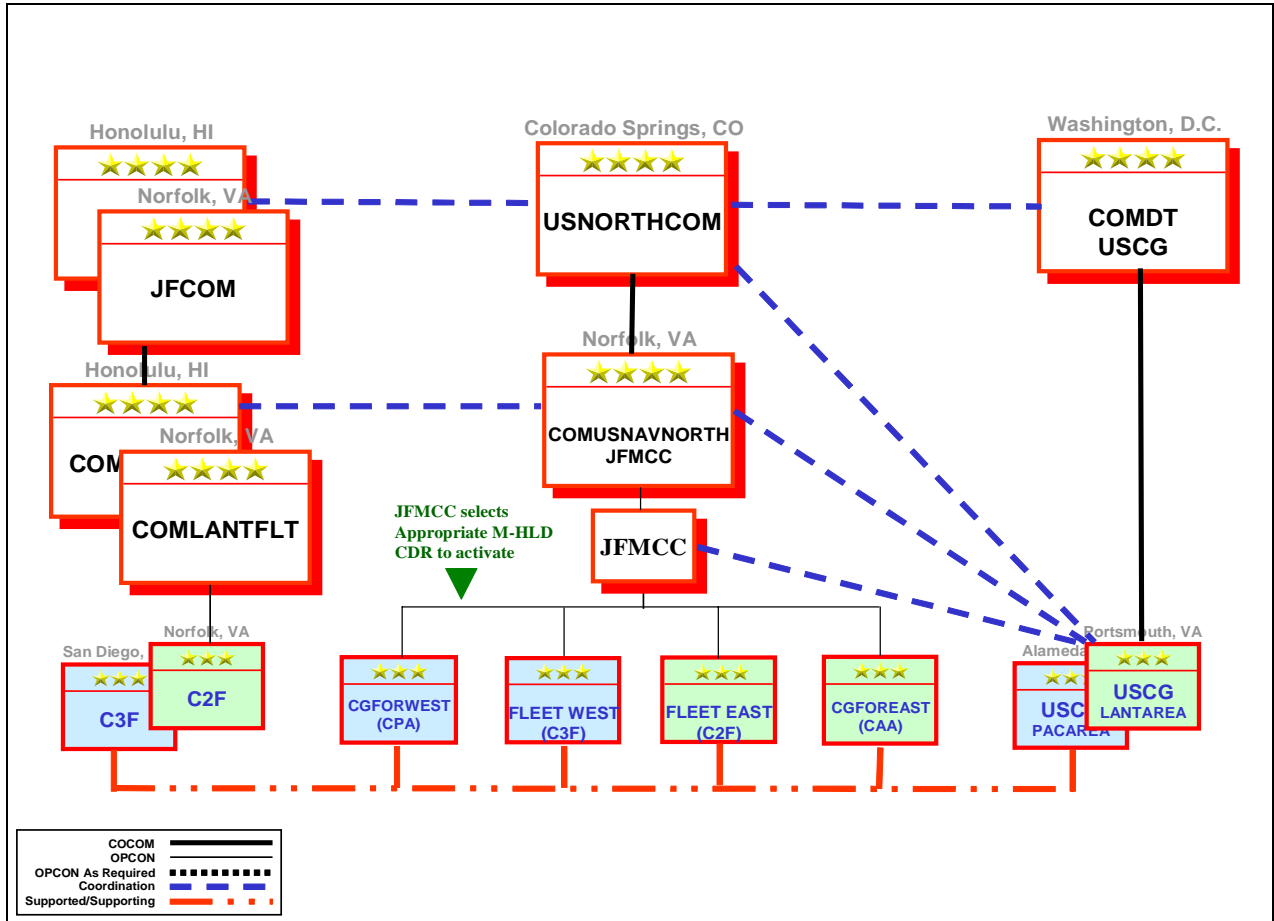 Honolulu, HI
Norfolk, VA
JFCOM
Colorado Springs, CO
USNORTHCOM
Washington, D.C.
COMDT
USCG
Honolulu, HI
COM
Norfolk, VA
COMLANTFLT
Norfolk, VA
COMUSNAVNORTH
JFMCC
JFMCC selects
Appropriate M-HLD
CDR to activate
JFMCC
San Diego,
C3F
Norfolk, VA
C2F
CGFORWEST
(CPA)
FLEET WEST
(C3F)
FLEET EAST
(C2F)
CGFOREAST
(CAA)
Alameda
USC
PACAREA
Portsmouth, VA
USCG
LANTAREA
COCOM
OPCON
OPCON As Required
Coordination
Supported/Supporting